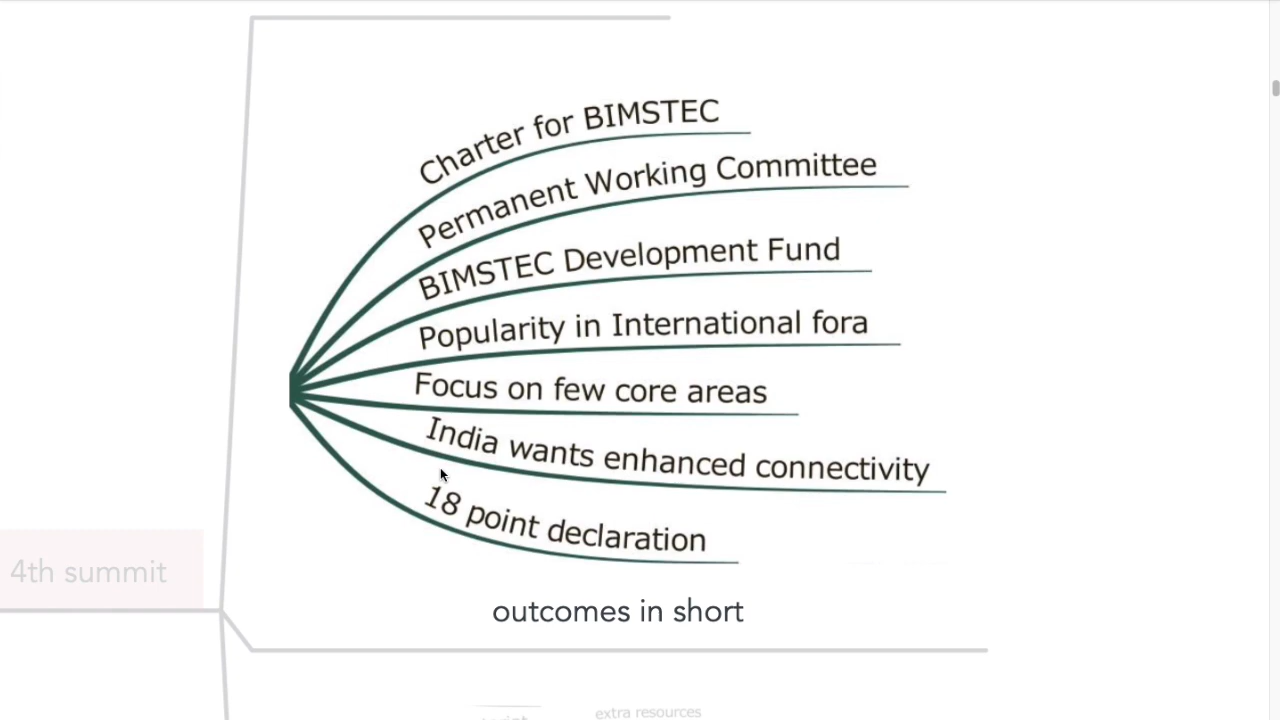 Charter for BIMSTEC
Permanent Working Committee
BIMSTEC Development Fund
Popularity in International fora
Focus on few core areas
India wants enhanced connectivity
18 point declaration
4th summit
outcomes in short
extra resources